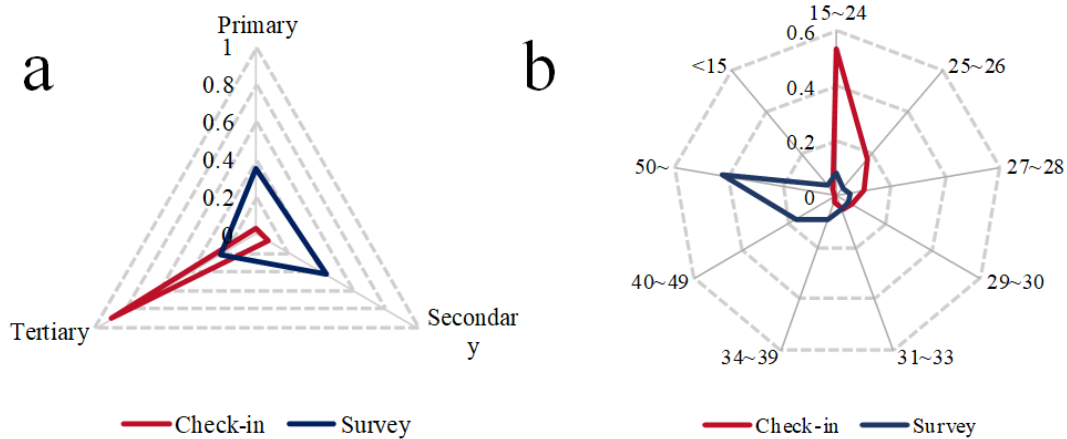 a
Primary
1
0.8
0.6
0.4
0.2
0
Tertiary
Secondar
y
Check-in
Survey
b
15~24
0.6
0.4
0.2
0
25~26
27~28
29~30
31~33
34~39
40~49
50~
<15
Check-in
Survey